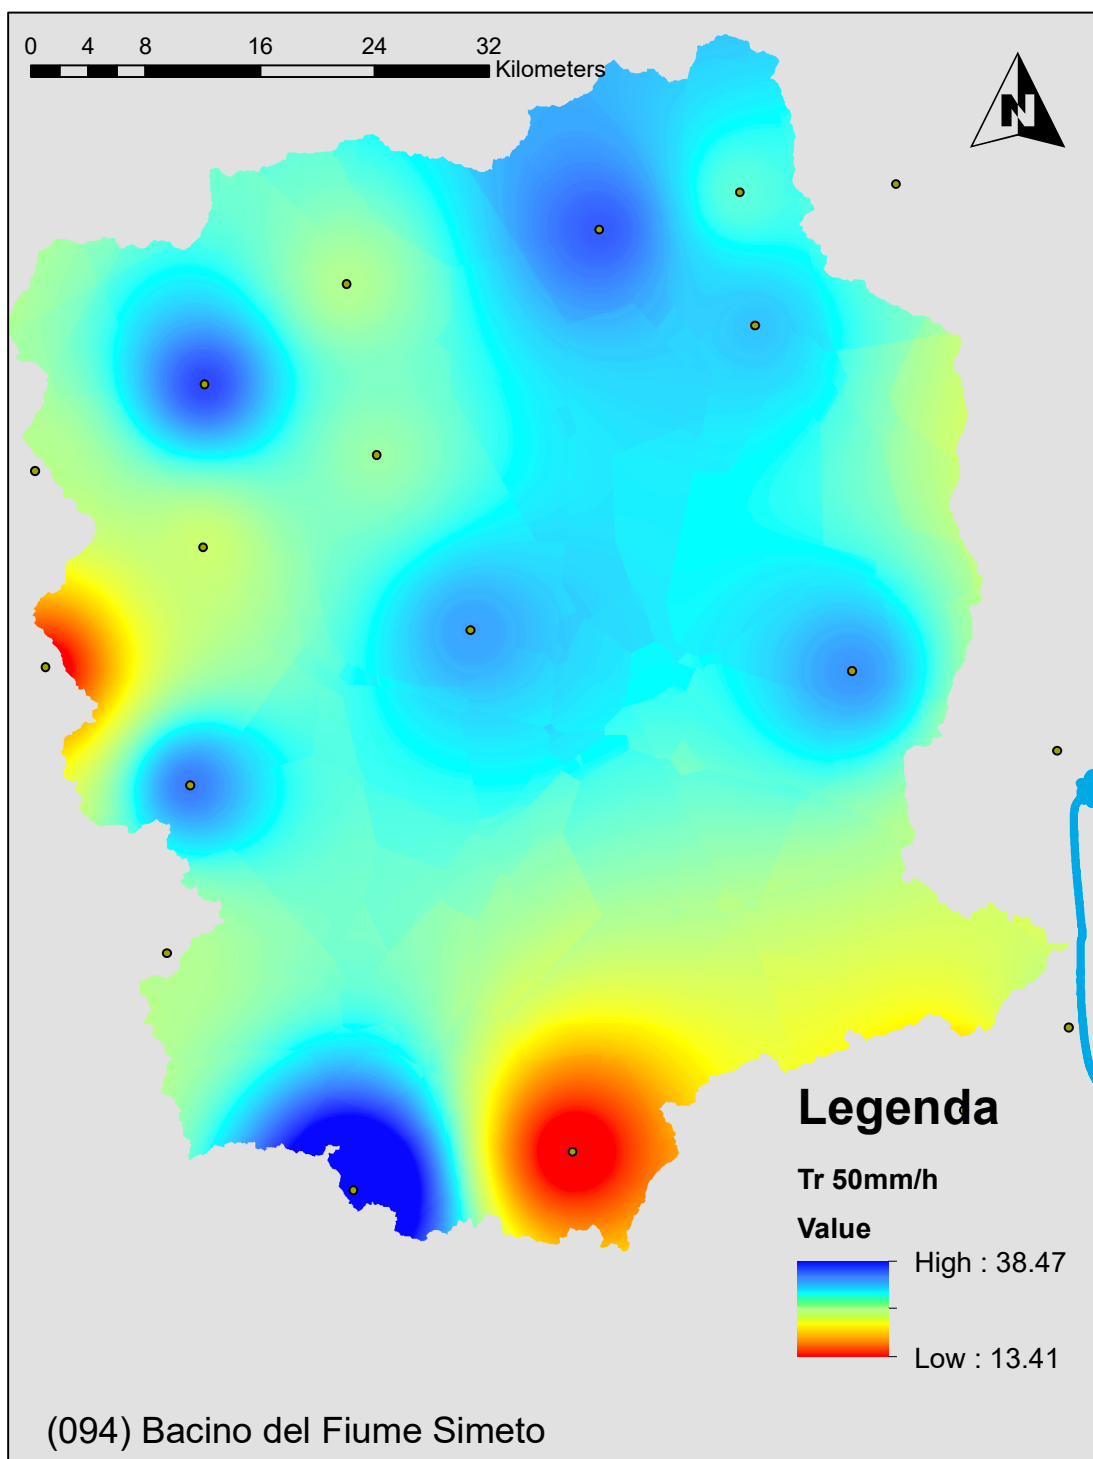 0 4 8 16 24 32
Kilometers
N
Legenda
Tr 50mm/h
Value
High : 38.47
Low : 13.41
(094) Bacino del Fiume Simeto